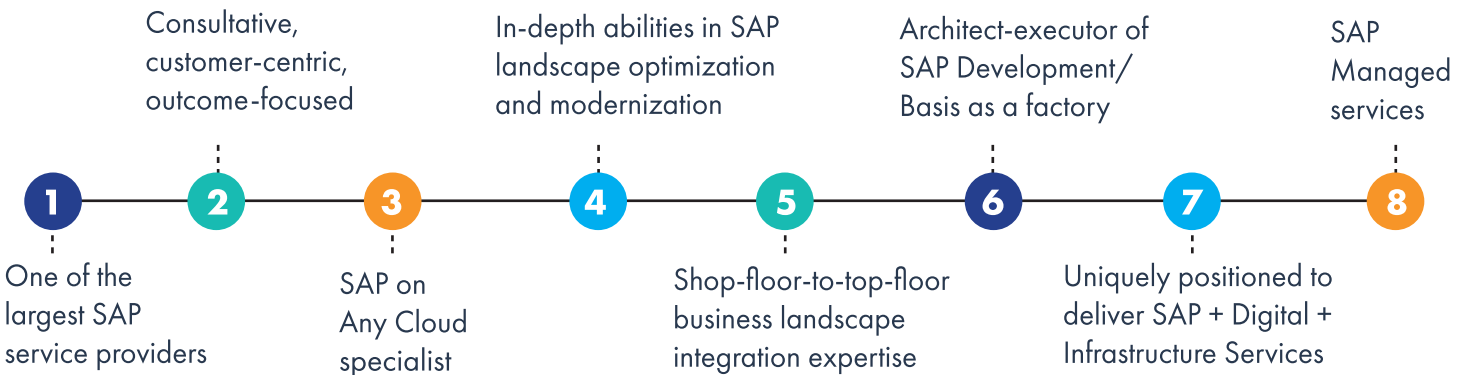 1
One of the
largest SAP
service providers
2
Consultative,
customer-centric,
outcome-focused
3
SAP on
Any Cloud
specialist
4
In-depth abilities in SAP
landscape optimization
and modernization
5
Shop-floor-to-top-floor
business landscape
integration expertise
6
Architect-executor of
SAP Development/
Basis as a factory
7
Uniquely positioned to
deliver SAP + Digital +
Infrastructure Services
8
SAP
Managed
services